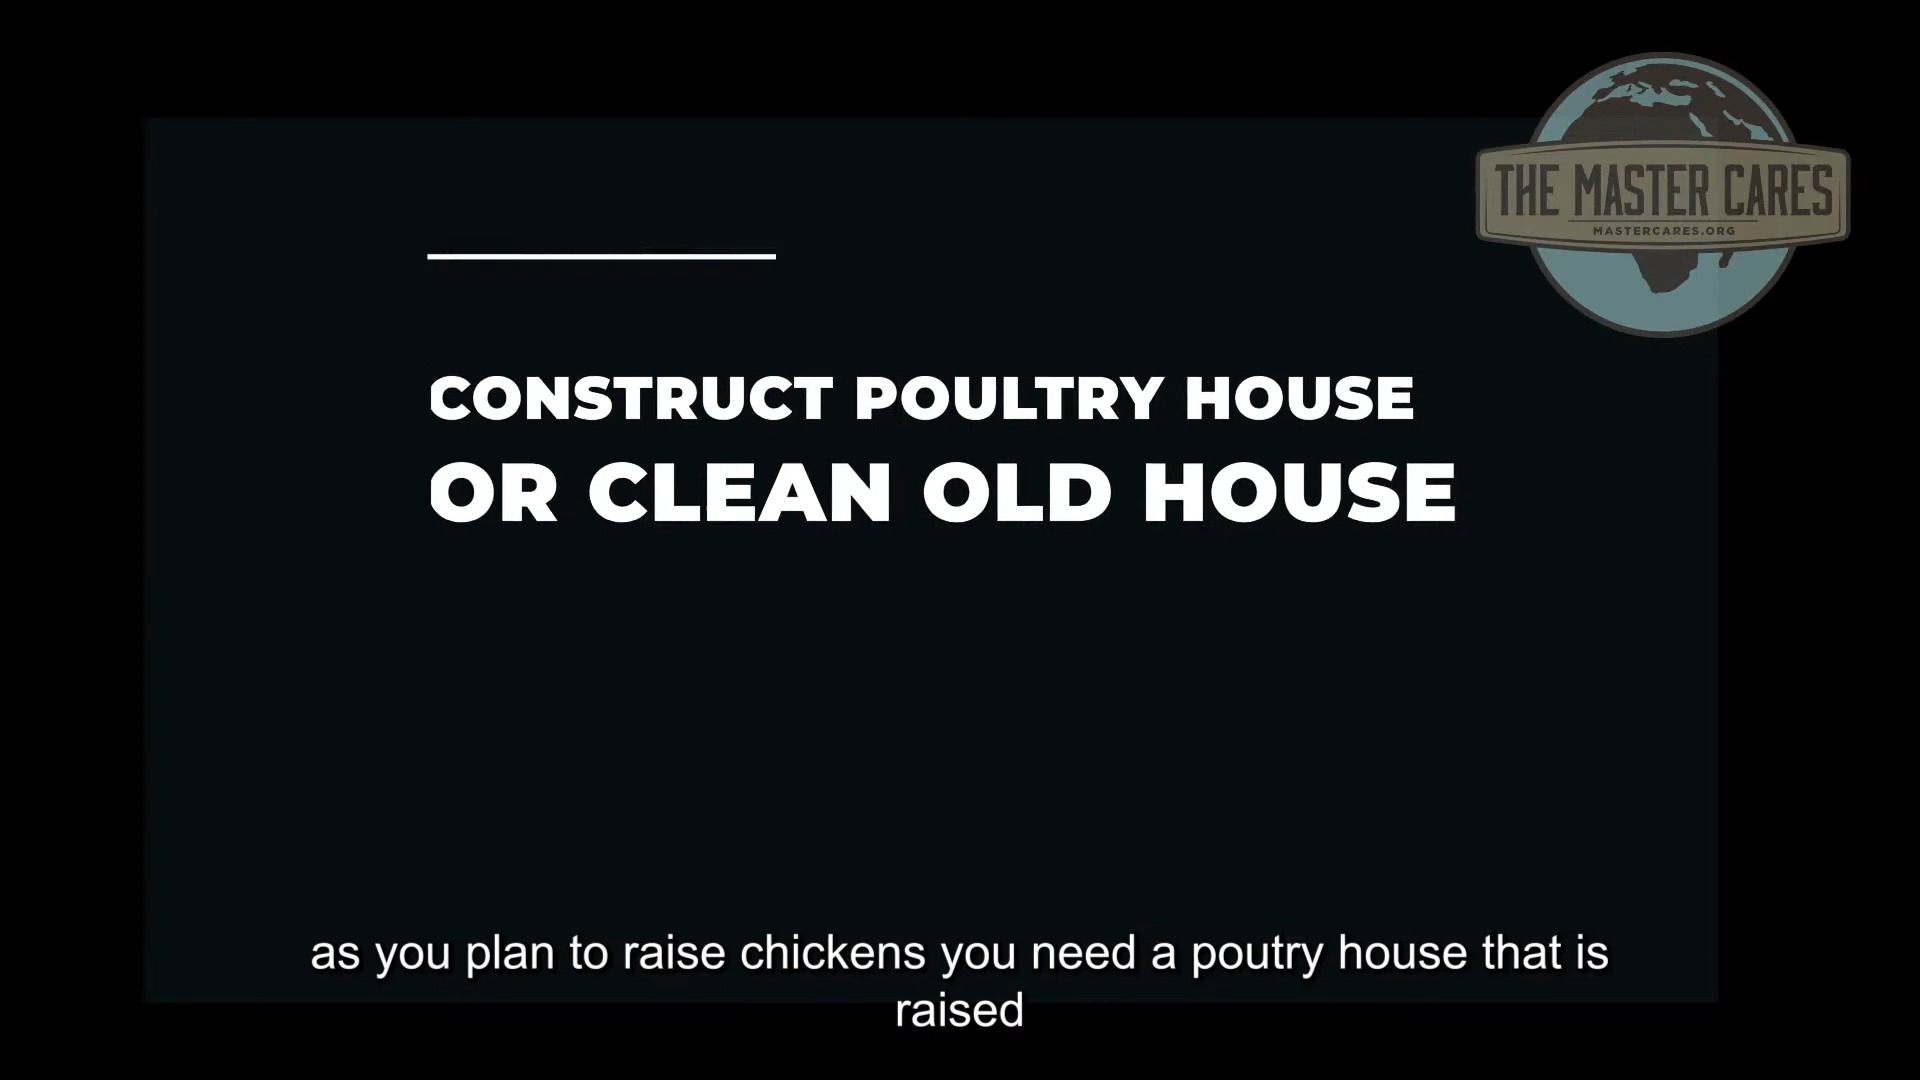 THE MASTER CARES
MASTERCARES.ORG
CONSTRUCT POULTRY HOUSE
OR CLEAN OLD HOUSE
as you plan to raise chickens you need a poutry house that is
raised